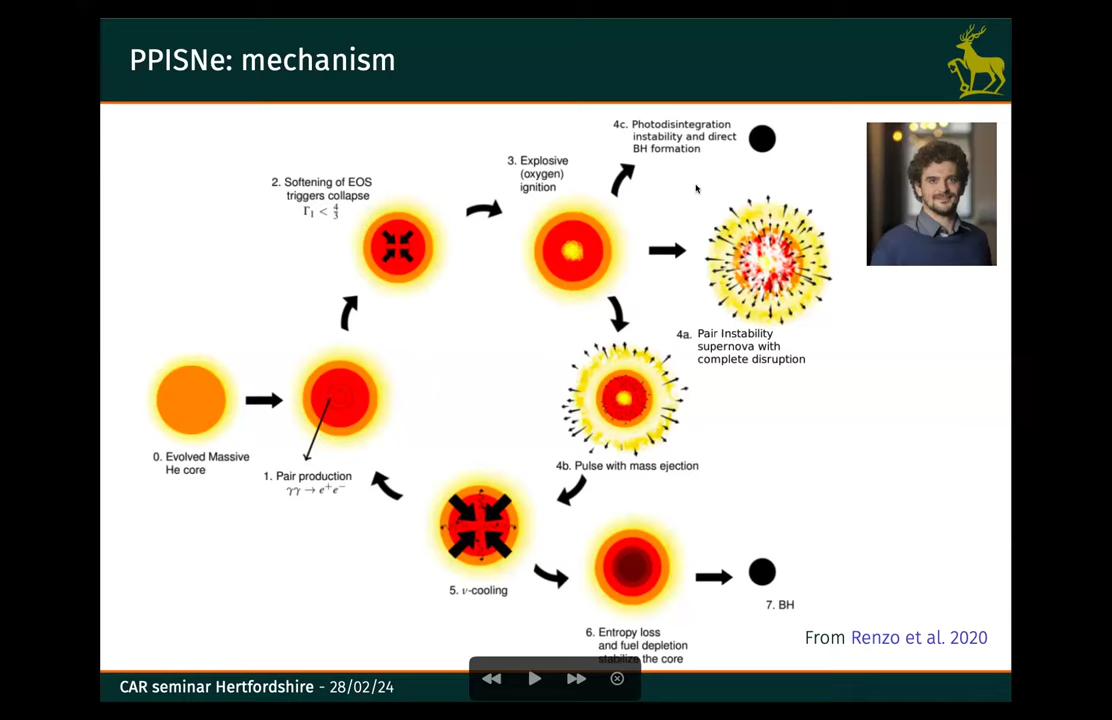 PPISNe: mechanism
4c. Photodisintegration
instability and direct
BH formation
3. Explosive
(oxygen)
ignition
2. Softening of EOS
triggers collapse
Γ₁ < 4/3
4a. Pair Instability
supernova with
complete disruption
0. Evolved Massive
He core
1. Pair production
γγ → e⁺e⁻
4b. Pulse with mass ejection
5. ν-cooling
7. BH
6. Entropy loss
and fuel depletion
stabilize the core
From Renzo et al. 2020
CAR seminar Hertfordshire - 28/02/24